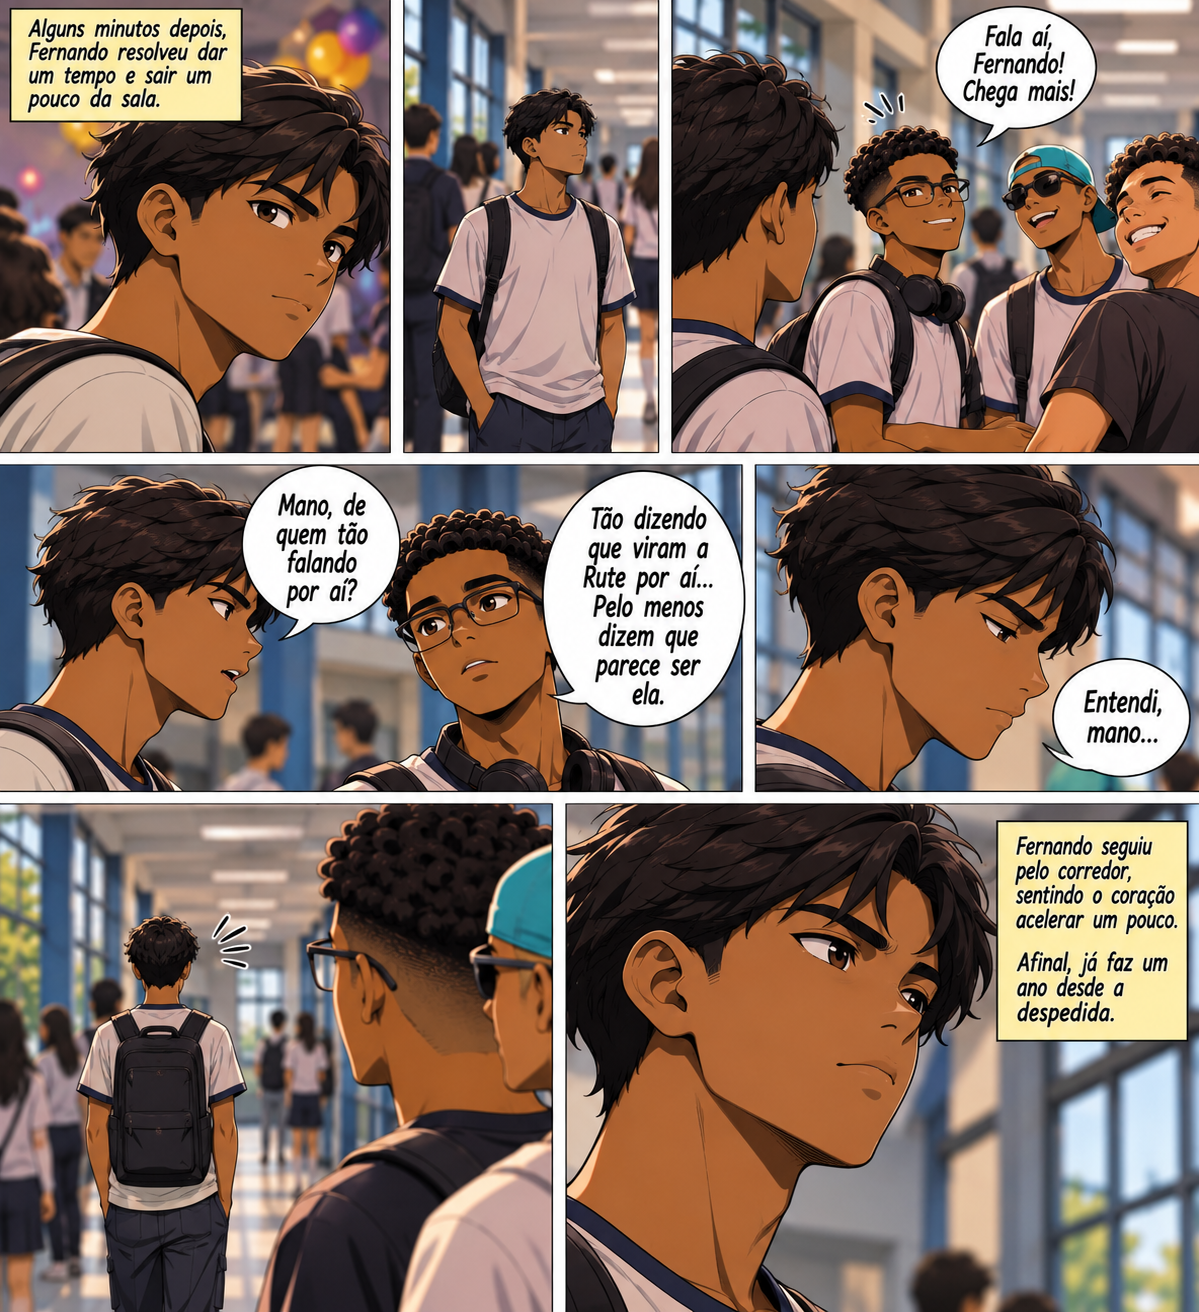 Alguns minutos depois,
Fernando resolveu dar
um tempo e sair um
pouco da sala.
Fala aí,
Fernando!
Chega mais!
Mano, de
quem tão
falando
por aí?
Tão dizendo
que viram a
Rute por aí...
Pelo menos
dizem que
parece ser
ela.
Entendi,
mano...
Fernando seguiu
pelo corredor,
sentindo o coração
acelerar um pouco.
Afinal, já faz um
ano desde a
despedida.